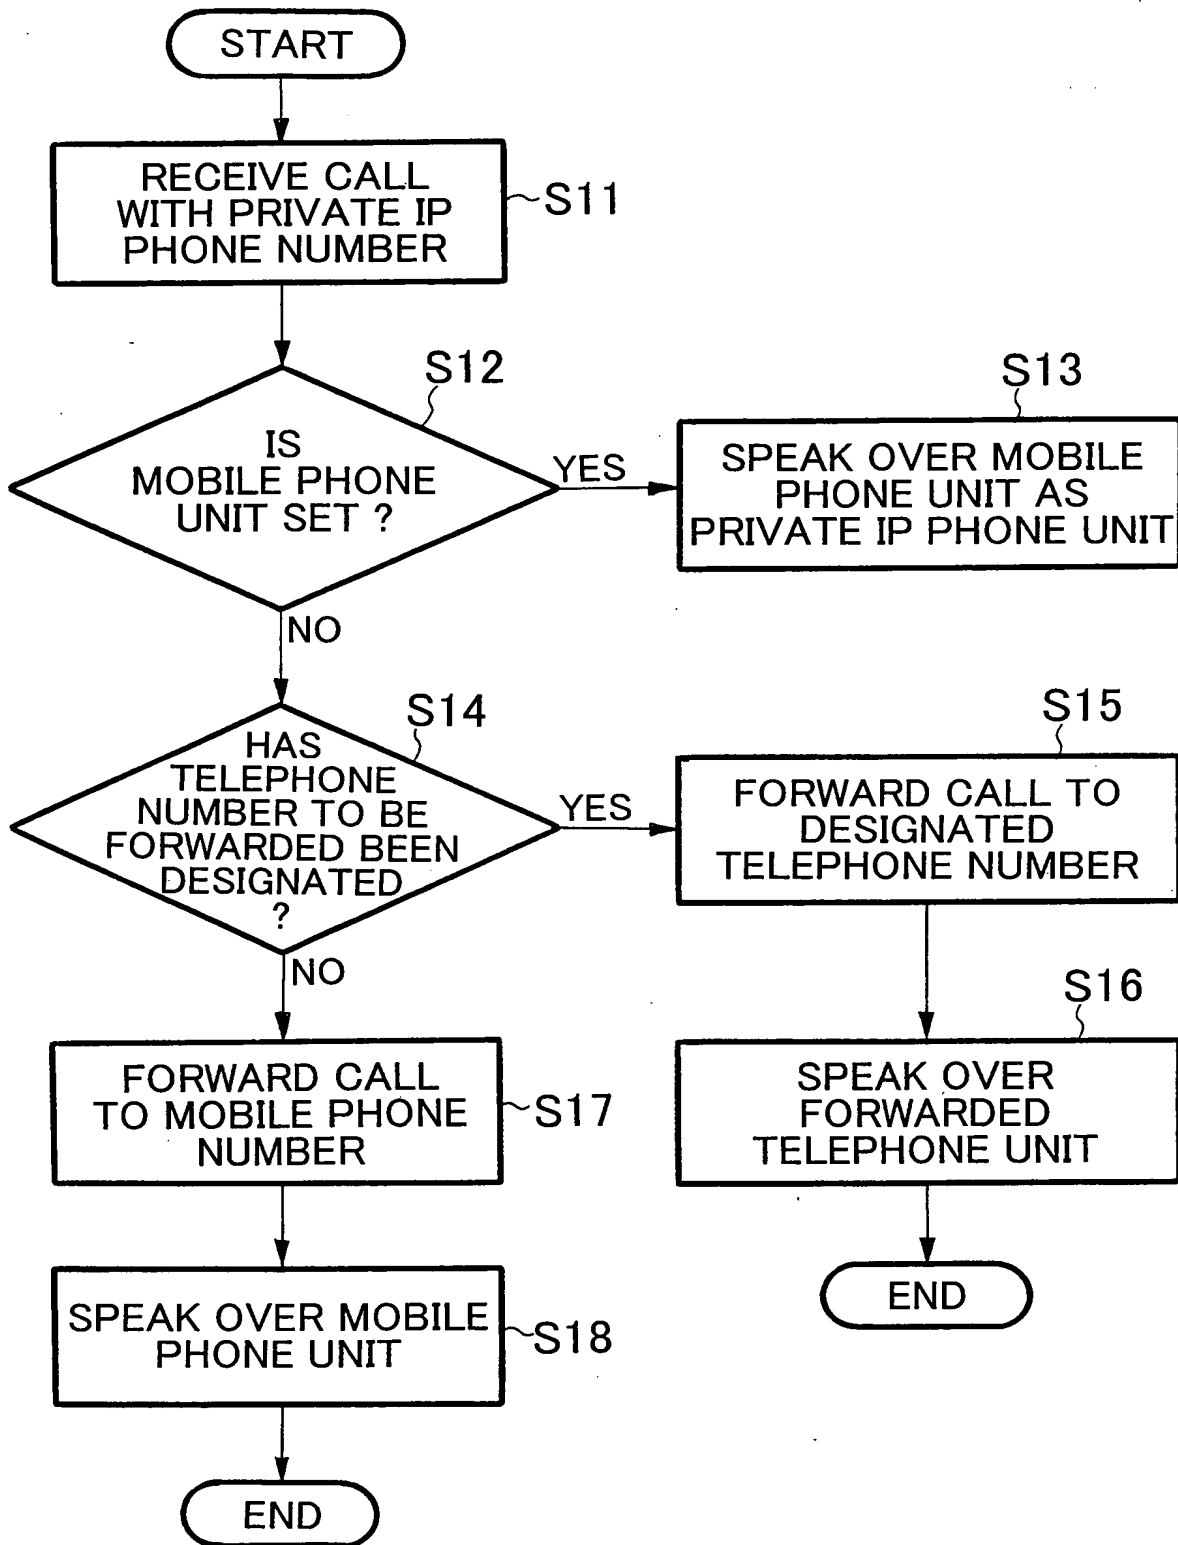 START
RECEIVE CALL
WITH PRIVATE IP
PHONE NUMBER
S11
S12
IS
MOBILE PHONE
UNIT SET ?
YES
S13
SPEAK OVER MOBILE
PHONE UNIT AS
PRIVATE IP PHONE UNIT
NO
S14
HAS
TELEPHONE
NUMBER TO BE
FORWARDED BEEN
DESIGNATED
?
YES
S15
FORWARD CALL TO
DESIGNATED
TELEPHONE NUMBER
NO
S16
SPEAK OVER
FORWARDED
TELEPHONE UNIT
END
FORWARD CALL
TO MOBILE PHONE
NUMBER
S17
SPEAK OVER MOBILE
PHONE UNIT
S18
END